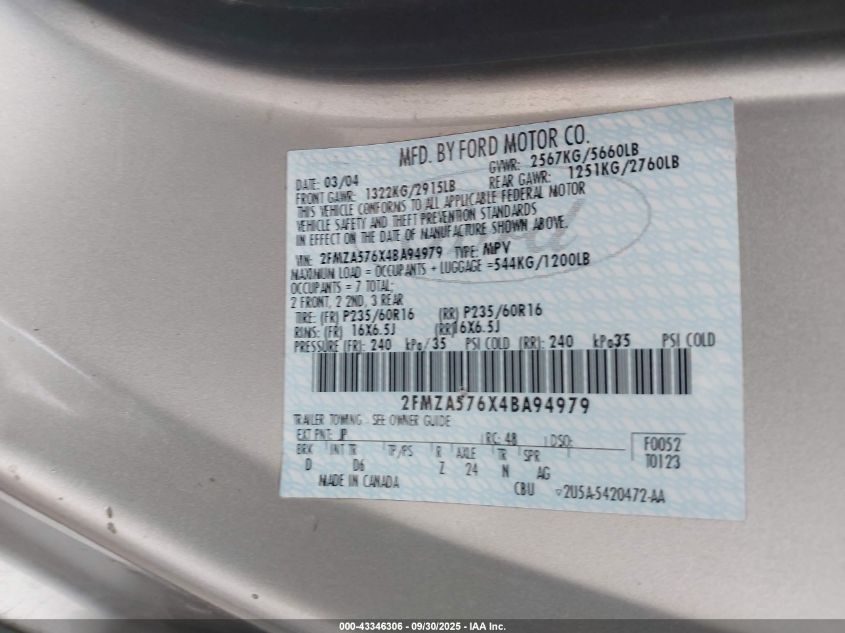 MFD. BY FORD MOTOR CO.
DATE: 03/04 GVWR: 2567KG/5660LB
FRONT GAWR: 1322KG/2915LB REAR GAWR: 1251KG/2760LB
THIS VEHICLE CONFORMS TO ALL APPLICABLE FEDERAL MOTOR
VEHICLE SAFETY AND THEFT PREVENTION STANDARDS
IN EFFECT ON THE DATE OF MANUFACTURE SHOWN ABOVE.
VIN: 2FMZA576X4BA94979 TYPE: MPV
MAXIMUM LOAD = OCCUPANTS + LUGGAGE =544KG/1200LB
OCCUPANTS = 7 TOTAL:
2 FRONT, 2 2ND, 3 REAR
TIRE: (FR) P235/60R16 (RR) P235/60R16
RIMS: (FR) 16X6.5J (RR)16X6.5J
PRESSURE (FR): 240 kPa/35 PSI COLD (RR): 240 kPa35 PSI COLD
2FMZA576X4BA94979
TRAILER TOWING - SEE OWNER GUIDE
EXT PNT: JP RC: 48 DSO: F0052
BRK INT TR TP/PS R AXLE TR SPR T0123
D D6 Z 24 N AG
MADE IN CANADA CBU 2U5A-5420472-AA
000-43346306 - 09/30/2025 - IAA Inc.